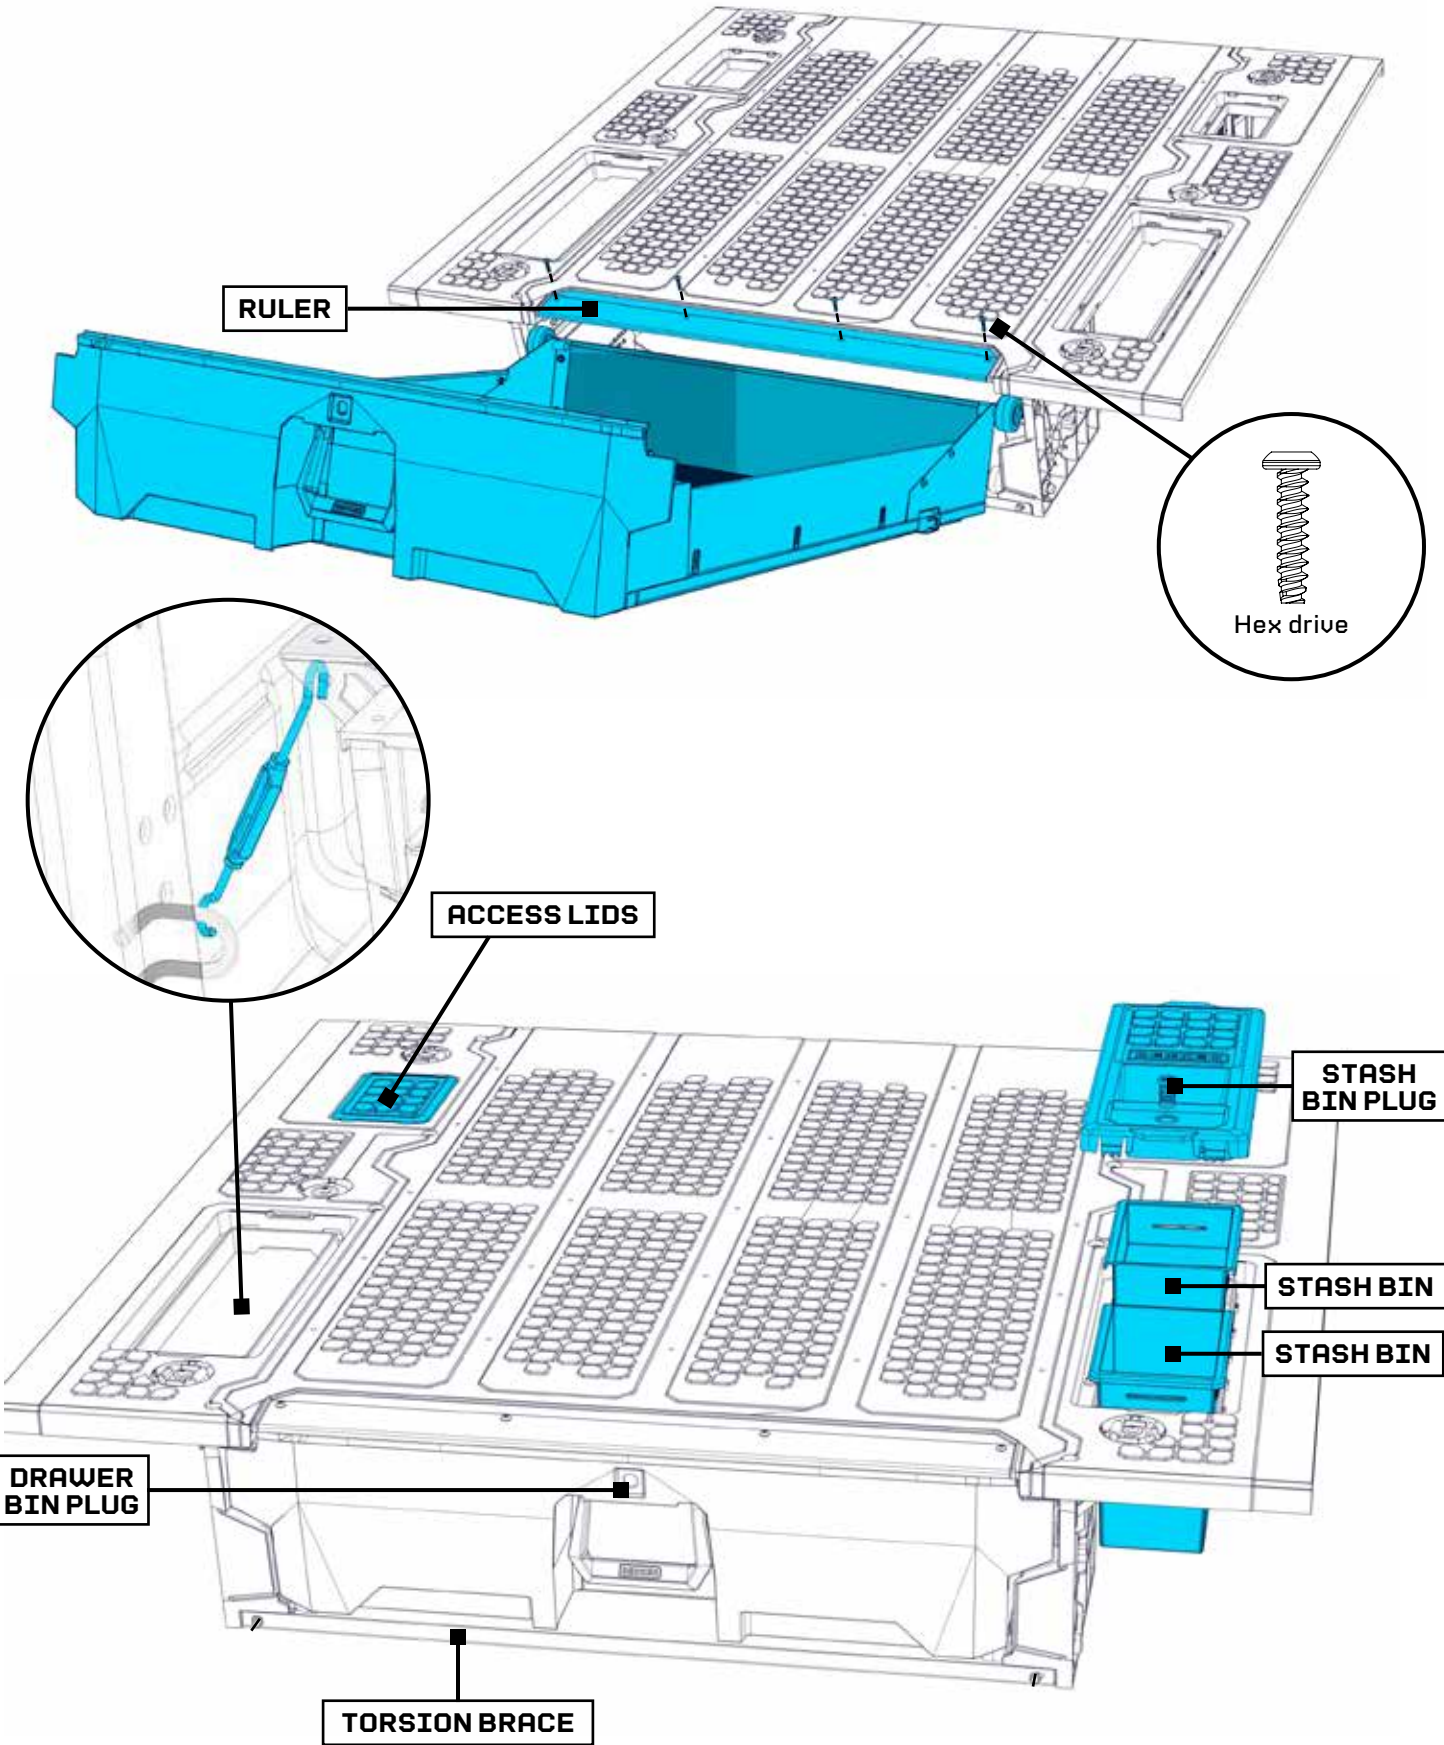 RULER
Hex drive
ACCESS LIDS
STASH
BIN PLUG
STASH BIN
STASH BIN
DRAWER
BIN PLUG
TORSION BRACE